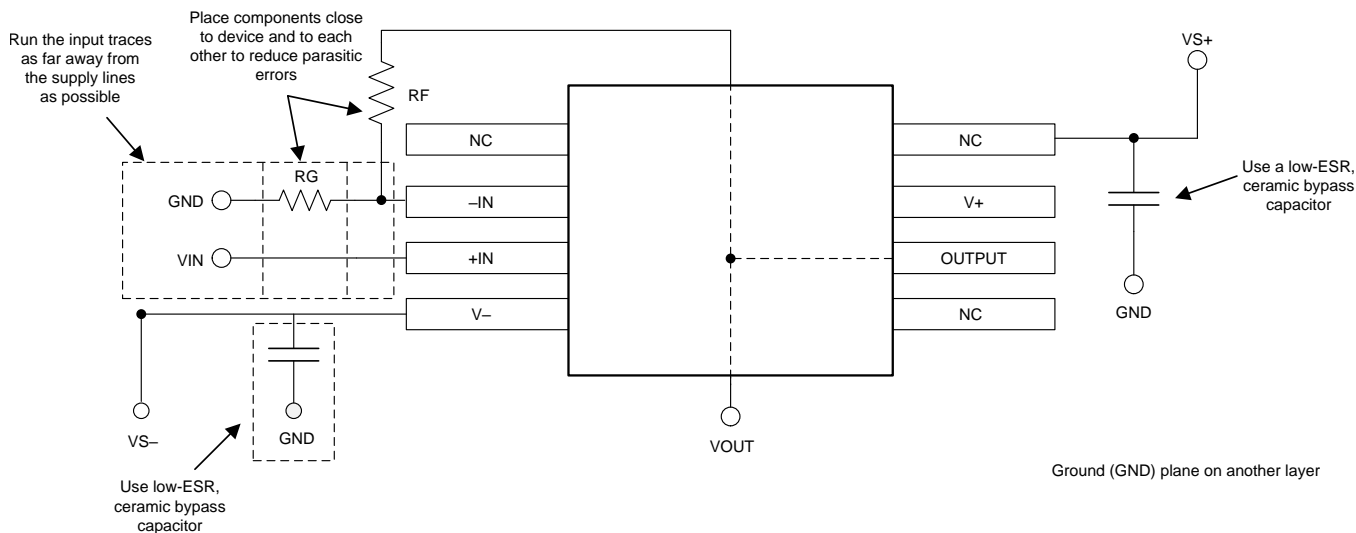 Place components close
to device and to each
other to reduce parasitic
errors
Run the input traces
as far away from
the supply lines
as possible
VS+
RF
NC
NC
Use a low-ESR,
ceramic bypass
capacitor
RG
GND
–IN
V+
VIN
+IN
OUTPUT
GND
V–
NC
VS–
GND
VOUT
Use low-ESR,
ceramic bypass
capacitor
Ground (GND) plane on another layer